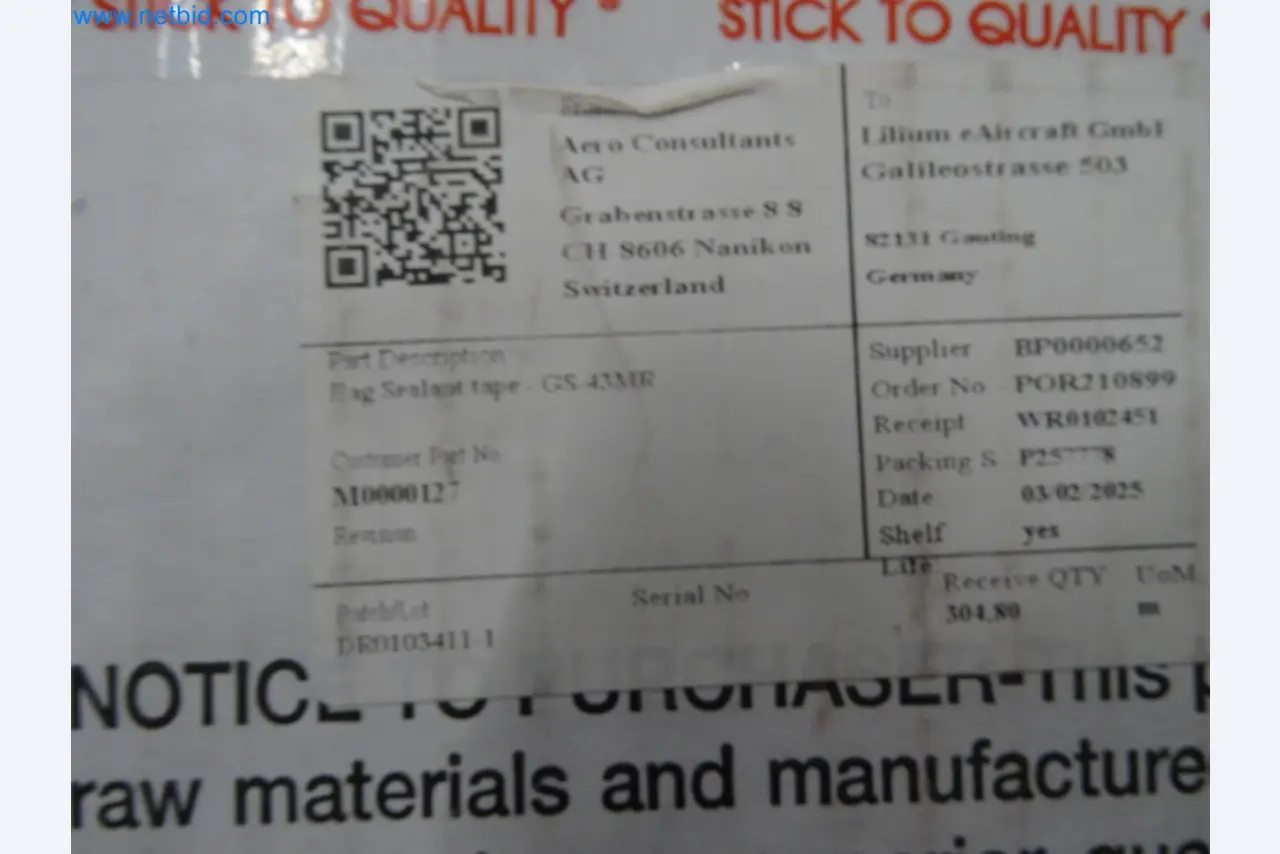 www.netbid.com
STICK TO QUALITY STICK TO QUALITY
Aero Consultants
AG
Grabenstrasse 8 8
CH 8606 Naniken
Switzerland
To
Lilium eAircraft GmbH
Galileostrasse 503
82131 Gauting
Germany
Part Description
Bag Sealant tape - GS 43MR
Customer Part No
M0000127
Revision
Supplier BP0000652
Order No - POR210899
Receipt WR0102451
Packing S P257778
Date 03/02/2025
Shelf yes
Life
Batch/Lot
DR0103411-1
Serial No
Receive QTY UoM
304.80 m
NOTICE TO PURCHASER-This
raw materials and manufacture